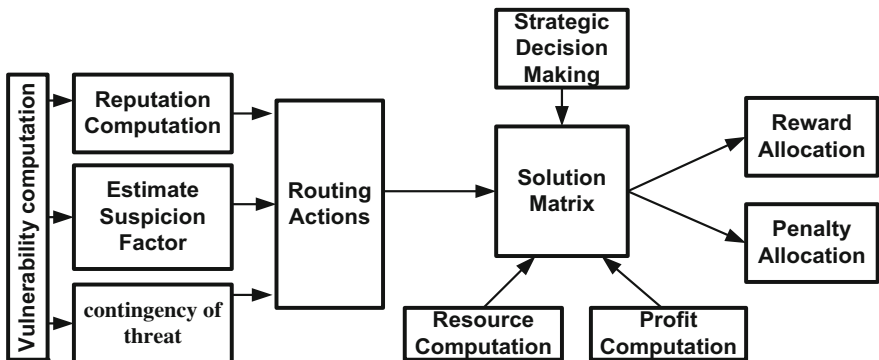 Vulnerability computation
Reputation
Computation
Estimate
Suspicion
Factor
contingency of
threat
Routing
Actions
Strategic
Decision
Making
Solution
Matrix
Resource
Computation
Profit
Computation
Reward
Allocation
Penalty
Allocation